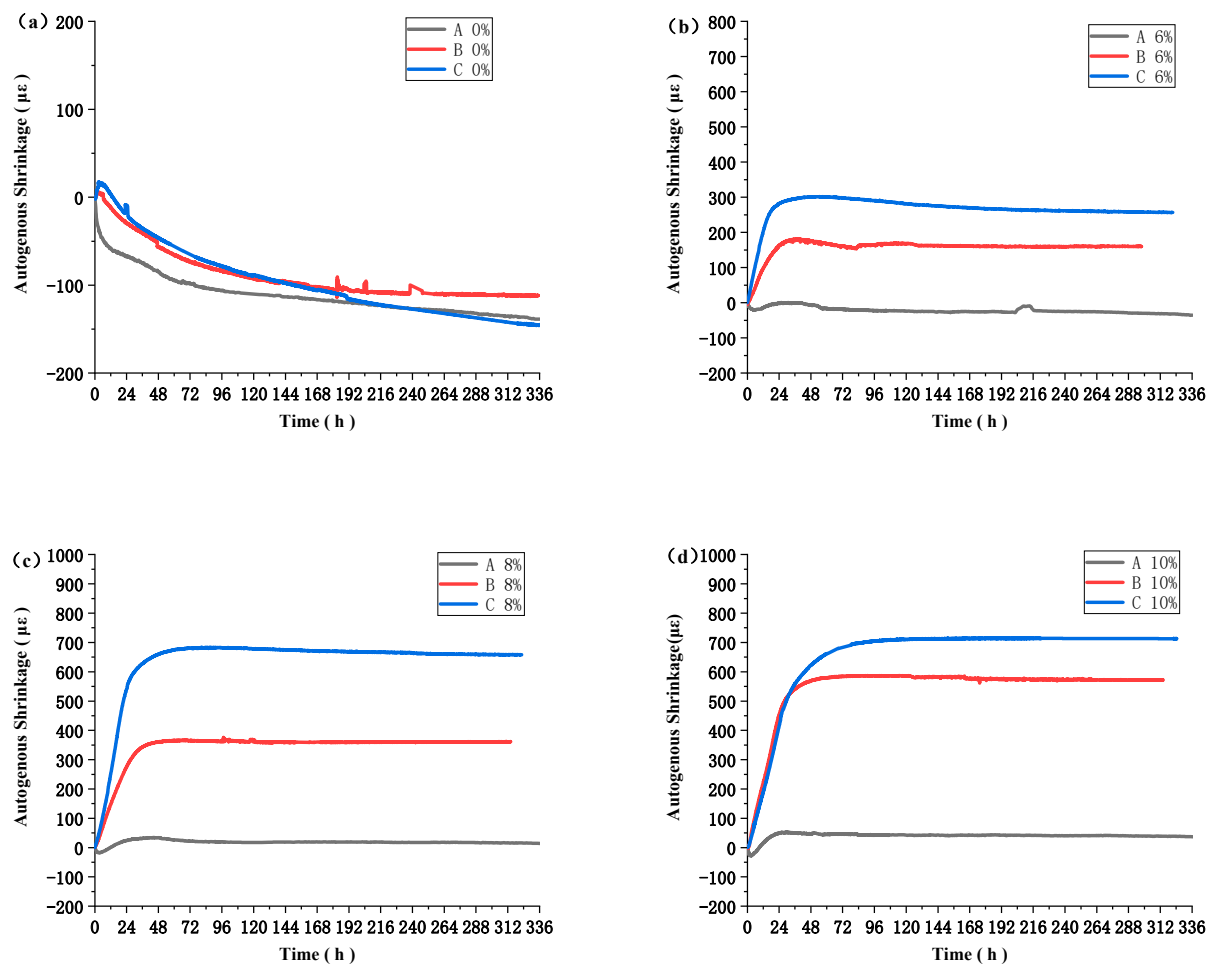 (a)
A 0%
B 0%
C 0%
Autogenous Shrinkage ( με )
200
100
0
−100
−200
0 24 48 72 96 120 144 168 192 216 240 264 288 312 336
Time ( h )
(b)
A 6%
B 6%
C 6%
Autogenous Shrinkage ( με )
800
700
600
500
400
300
200
100
0
−100
−200
0 24 48 72 96 120 144 168 192 216 240 264 288 312 336
Time ( h )
(c)
A 8%
B 8%
C 8%
Autogenous Shrinkage ( με )
1000
900
800
700
600
500
400
300
200
100
0
−100
−200
0 24 48 72 96 120 144 168 192 216 240 264 288 312 336
Time ( h )
(d)
A 10%
B 10%
C 10%
Autogenous Shrinkage(με)
1000
900
800
700
600
500
400
300
200
100
0
−100
−200
0 24 48 72 96 120 144 168 192 216 240 264 288 312 336
Time ( h )